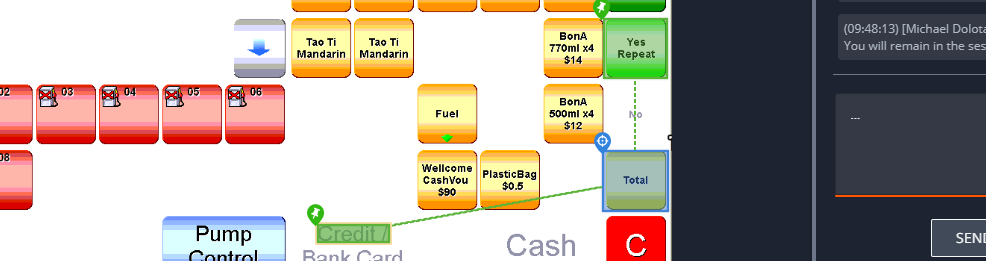 (09:48:13) [Michael Dolota
You will remain in the ses
Tao Ti
Mandarin
Tao Ti
Mandarin
BonA
770ml x4
$14
Yes
Repeat
02
03
04
05
06
Fuel
BonA
500ml x4
$12
No
---
08
Wellcome
CashVou
$90
PlasticBag
$0.5
Total
Pump
Control
Credit /
Bank Card
Cash
C
SEND